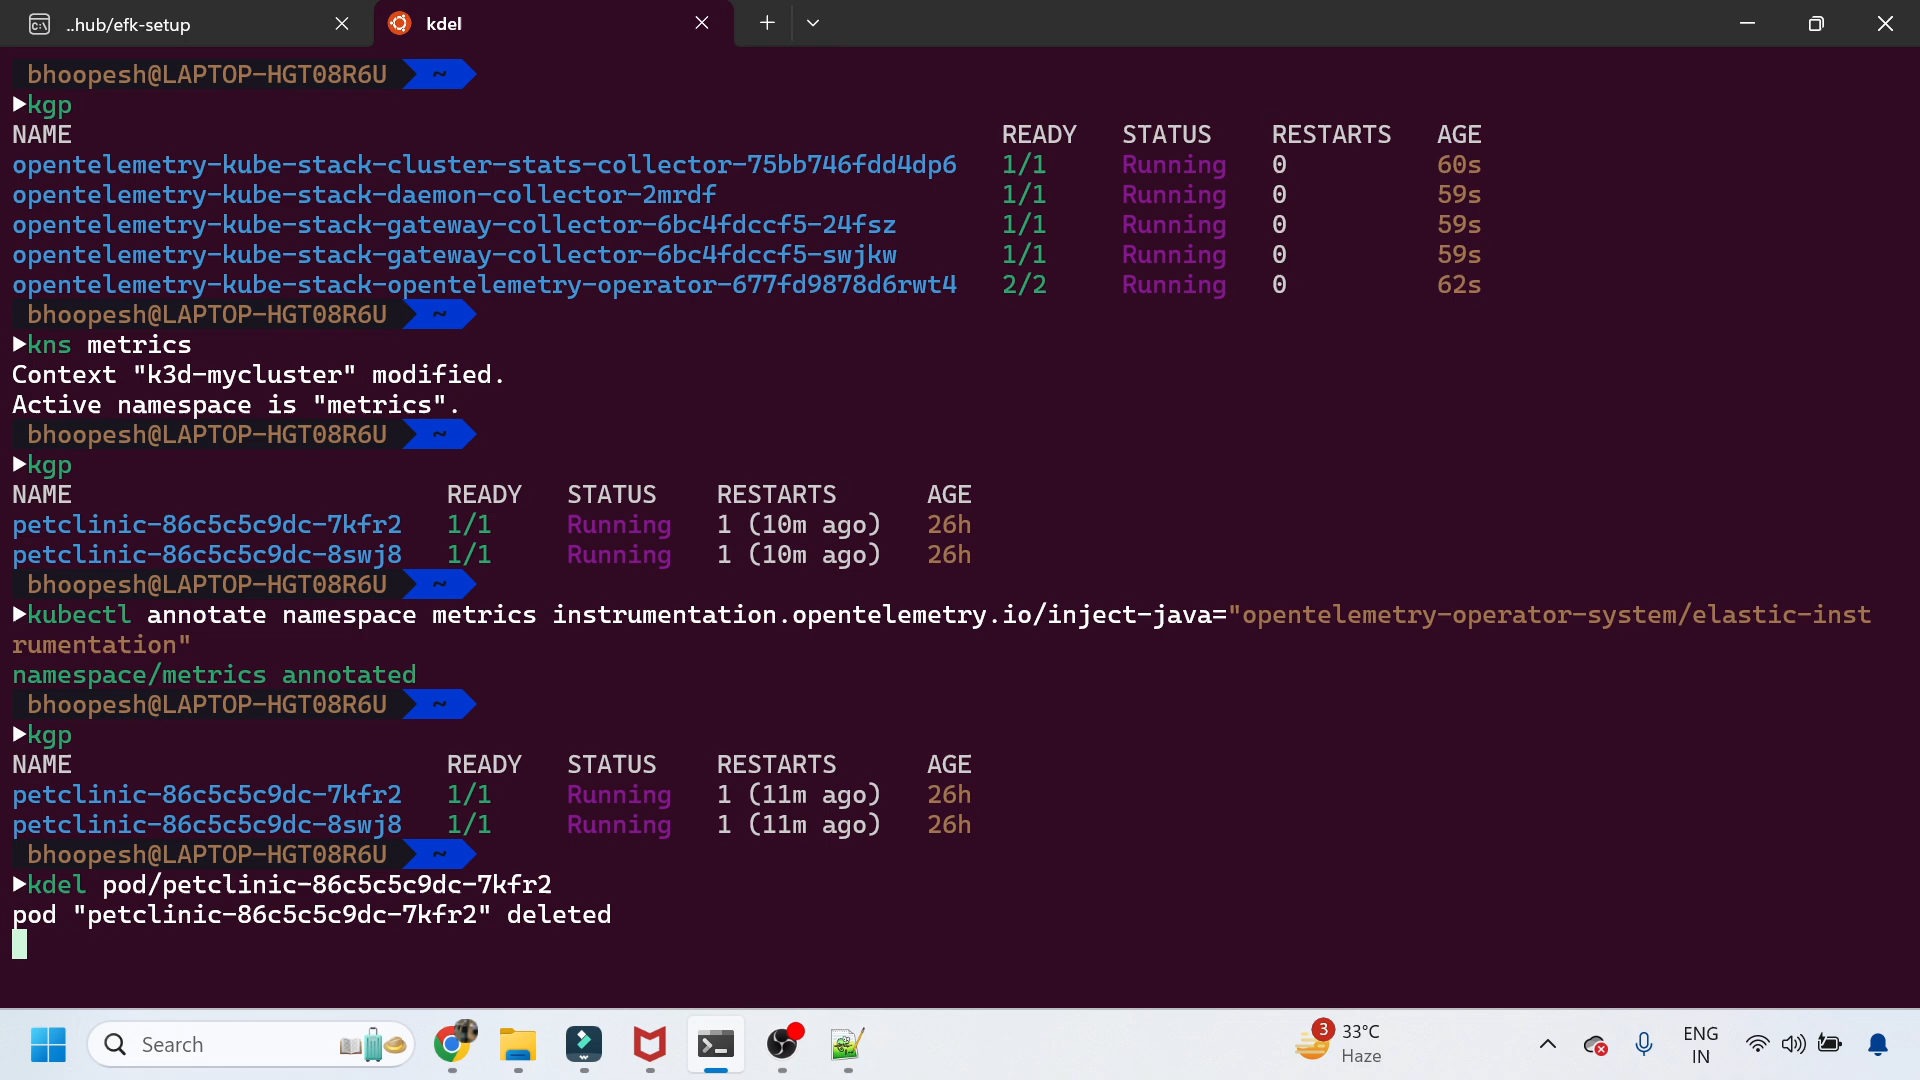 ..hub/efk-setup
kdel
bhoopesh@LAPTOP-HGT08R6U ~
▶kgp
NAME READY STATUS RESTARTS AGE
opentelemetry-kube-stack-cluster-stats-collector-75bb746fdd4dp6 1/1 Running 0 60s
opentelemetry-kube-stack-daemon-collector-2mrdf 1/1 Running 0 59s
opentelemetry-kube-stack-gateway-collector-6bc4fdccf5-24fsz 1/1 Running 0 59s
opentelemetry-kube-stack-gateway-collector-6bc4fdccf5-swjkw 1/1 Running 0 59s
opentelemetry-kube-stack-opentelemetry-operator-677fd9878d6rwt4 2/2 Running 0 62s
bhoopesh@LAPTOP-HGT08R6U ~
▶kns metrics
Context "k3d-mycluster" modified.
Active namespace is "metrics".
bhoopesh@LAPTOP-HGT08R6U ~
▶kgp
NAME READY STATUS RESTARTS AGE
petclinic-86c5c5c9dc-7kfr2 1/1 Running 1 (10m ago) 26h
petclinic-86c5c5c9dc-8swj8 1/1 Running 1 (10m ago) 26h
bhoopesh@LAPTOP-HGT08R6U ~
▶kubectl annotate namespace metrics instrumentation.opentelemetry.io/inject-java="opentelemetry-operator-system/elastic-inst
rumentation"
namespace/metrics annotated
bhoopesh@LAPTOP-HGT08R6U ~
▶kgp
NAME READY STATUS RESTARTS AGE
petclinic-86c5c5c9dc-7kfr2 1/1 Running 1 (11m ago) 26h
petclinic-86c5c5c9dc-8swj8 1/1 Running 1 (11m ago) 26h
bhoopesh@LAPTOP-HGT08R6U ~
▶kdel pod/petclinic-86c5c5c9dc-7kfr2
pod "petclinic-86c5c5c9dc-7kfr2" deleted
Search
3
33°C
Haze
ENG
IN